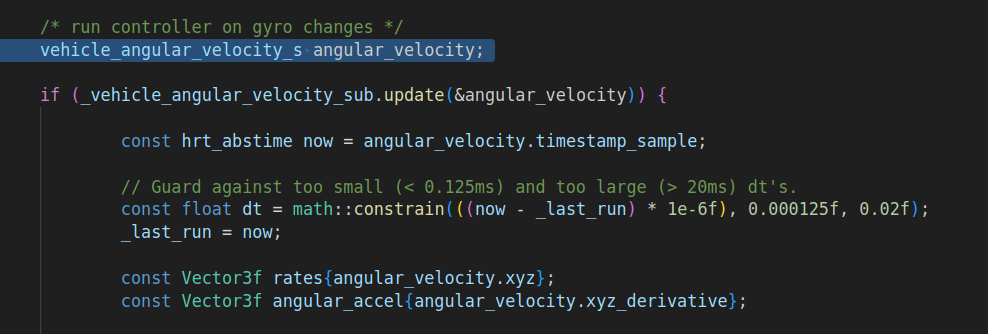 /* run controller on gyro changes */
vehicle_angular_velocity_s angular_velocity;
if (_vehicle_angular_velocity_sub.update(&angular_velocity)) {
const hrt_abstime now = angular_velocity.timestamp_sample;
// Guard against too small (< 0.125ms) and too large (> 20ms) dt's.
const float dt = math::constrain(((now - _last_run) * 1e-6f), 0.000125f, 0.02f);
_last_run = now;
const Vector3f rates{angular_velocity.xyz};
const Vector3f angular_accel{angular_velocity.xyz_derivative};